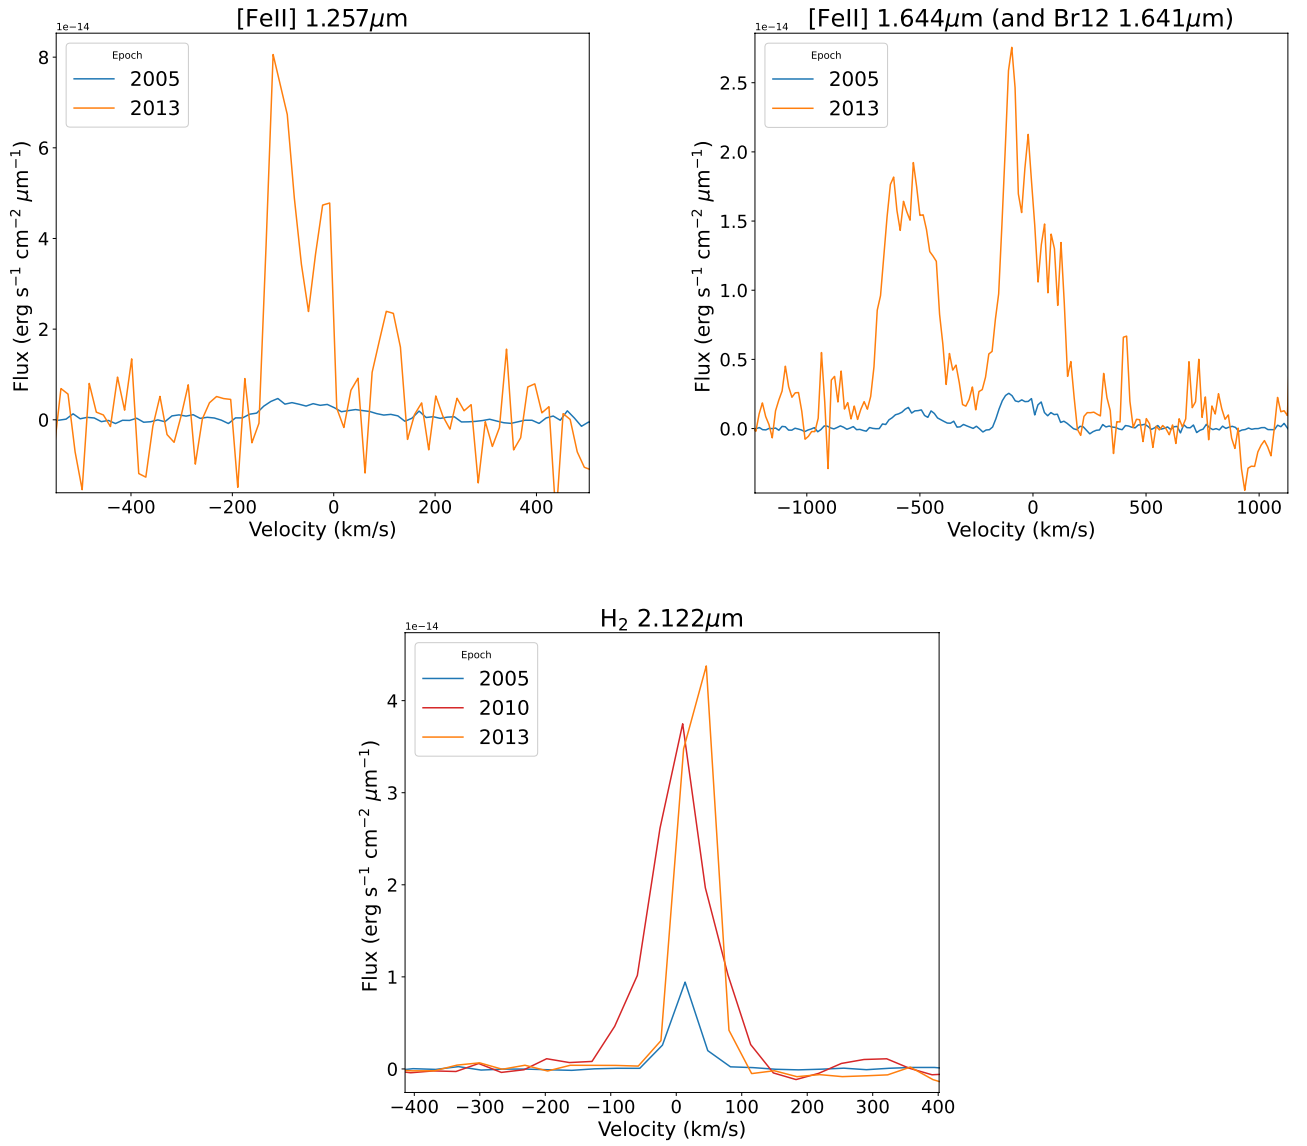 [FeII] 1.257μm
1e−14
Epoch
2005
2013
8
6
4
2
0
Flux (erg s⁻¹ cm⁻² μm⁻¹)
−400 −200 0 200 400
Velocity (km/s)
[FeII] 1.644μm (and Br12 1.641μm)
1e−14
Epoch
2005
2013
2.5
2.0
1.5
1.0
0.5
0.0
Flux (erg s⁻¹ cm⁻² μm⁻¹)
−1000 −500 0 500 1000
Velocity (km/s)
H₂ 2.122μm
1e−14
Epoch
2005
2010
2013
4
3
2
1
0
Flux (erg s⁻¹ cm⁻² μm⁻¹)
−400 −300 −200 −100 0 100 200 300 400
Velocity (km/s)